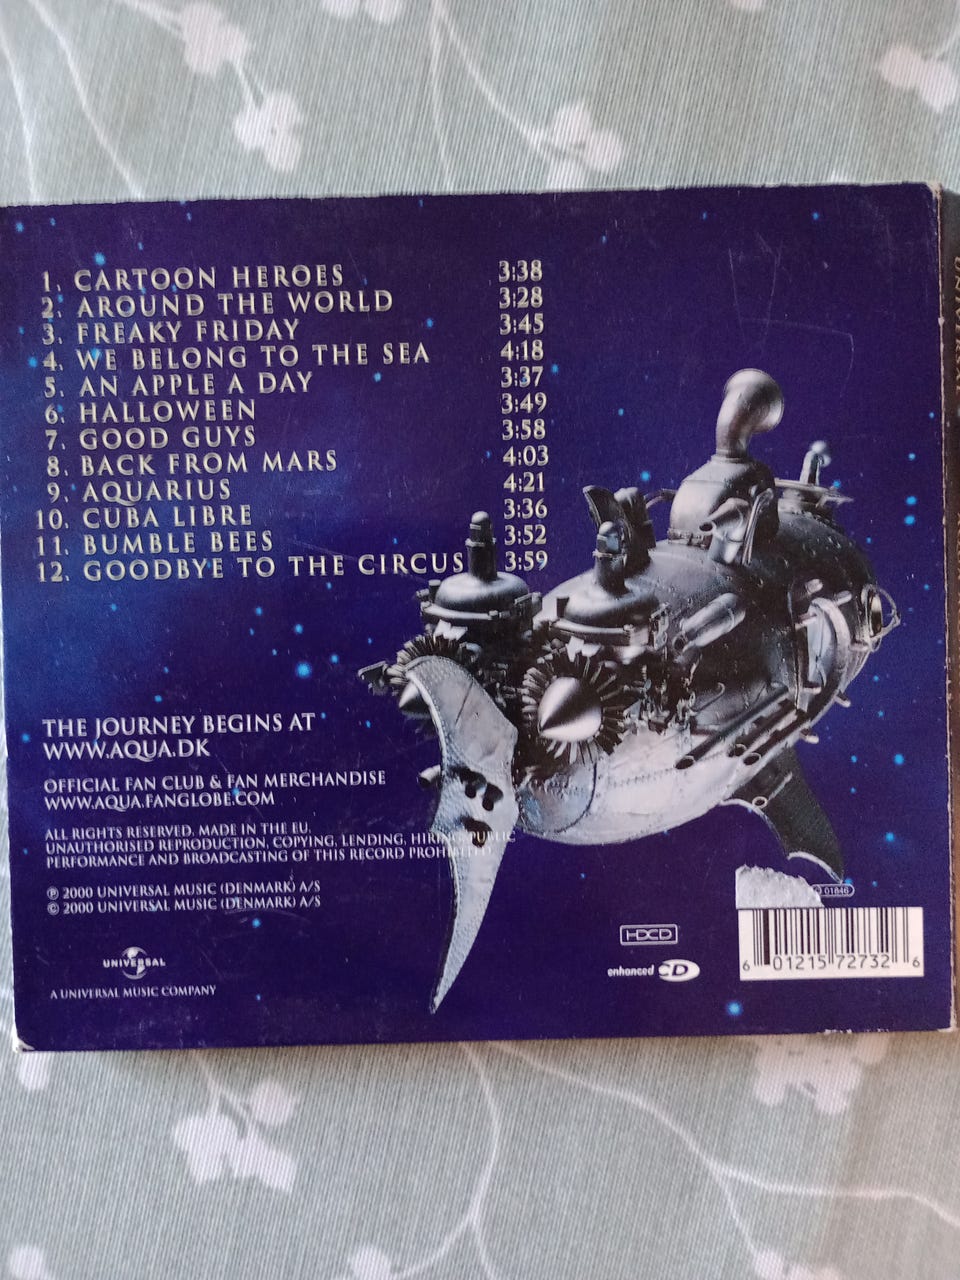 1. CARTOON HEROES 3:38
2. AROUND THE WORLD 3:28
3. FREAKY FRIDAY 3:45
4. WE BELONG TO THE SEA 4:18
5. AN APPLE A DAY 3:37
6. HALLOWEEN 3:49
7. GOOD GUYS 3:58
8. BACK FROM MARS 4:03
9. AQUARIUS 4:21
10. CUBA LIBRE 3:36
11. BUMBLE BEES 3:52
12. GOODBYE TO THE CIRCUS 3:59
THE JOURNEY BEGINS AT
WWW.AQUA.DK
OFFICIAL FAN CLUB & FAN MERCHANDISE
WWW.AQUA.FANGLOBE.COM
ALL RIGHTS RESERVED. MADE IN THE EU.
UNAUTHORISED REPRODUCTION, COPYING, LENDING, HIRING, PUBLIC
PERFORMANCE AND BROADCASTING OF THIS RECORD PROHIBITED
℗ 2000 UNIVERSAL MUSIC (DENMARK) A/S
© 2000 UNIVERSAL MUSIC (DENMARK) A/S
UNIVERSAL
A UNIVERSAL MUSIC COMPANY
HDCD
enhanced CD
01846
6 01215 72732 6